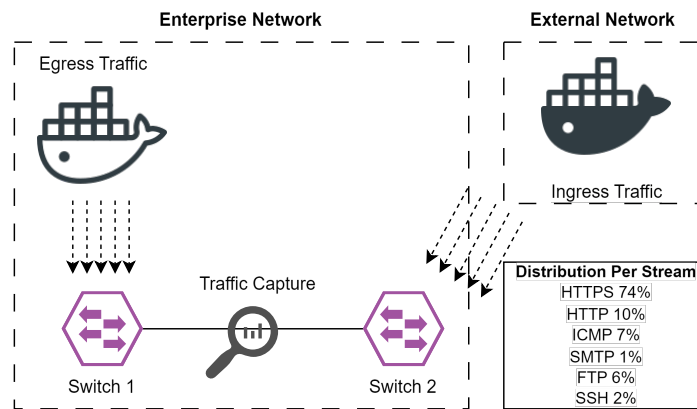 Enterprise Network
External Network
Egress Traffic
Ingress Traffic
Traffic Capture
Switch 1
Switch 2
Distribution Per Stream
HTTPS 74%
HTTP 10%
ICMP 7%
SMTP 1%
FTP 6%
SSH 2%